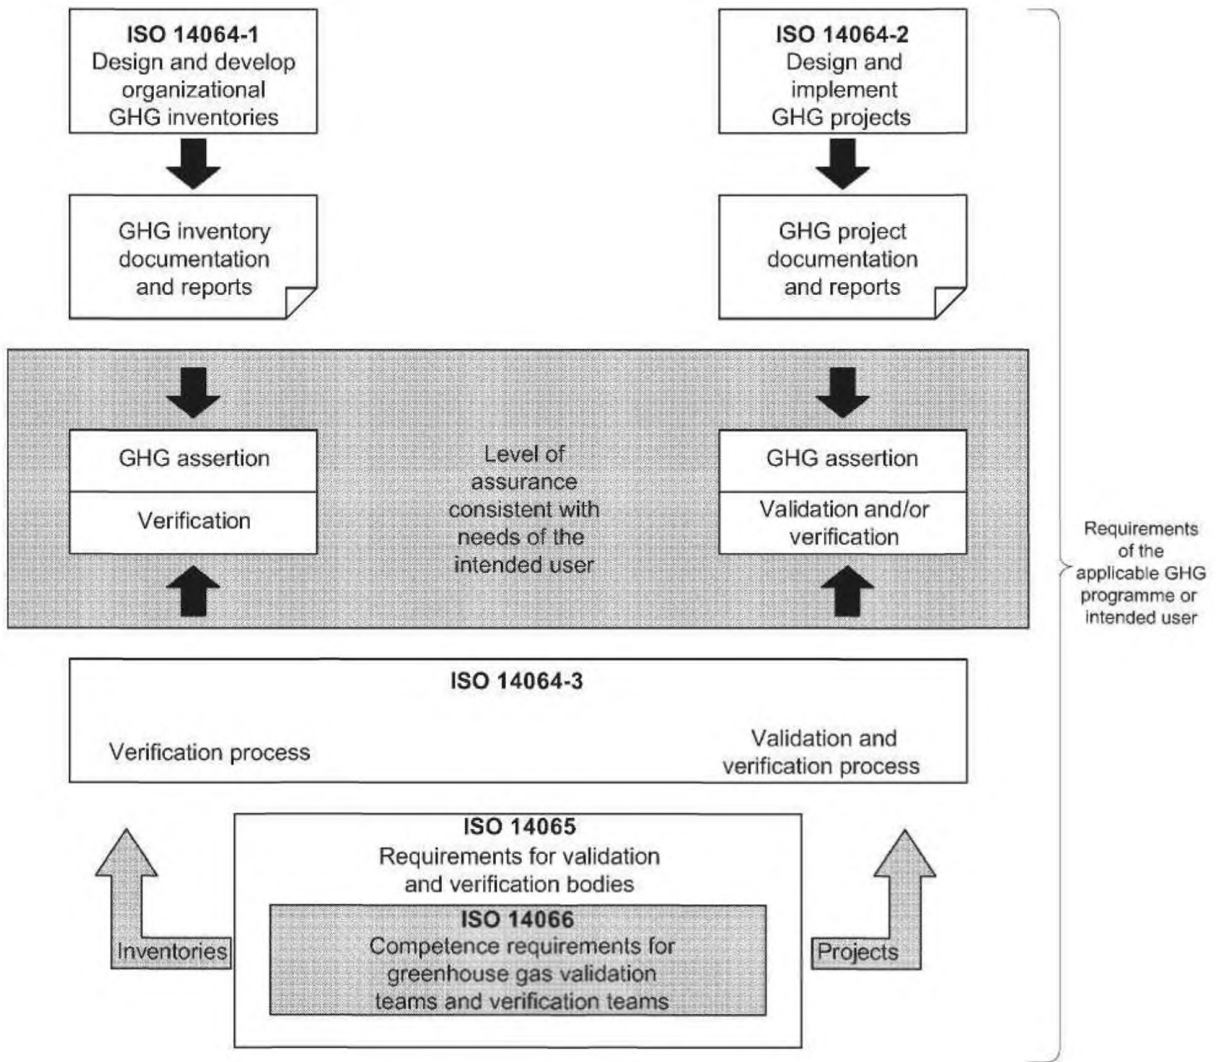 ISO 14064-1
Design and develop
organizational
GHG inventories
ISO 14064-2
Design and
implement
GHG projects
GHG inventory
documentation
and reports
GHG project
documentation
and reports
GHG assertion
Verification
Level of
assurance
consistent with
needs of the
intended user
GHG assertion
Validation and/or
verification
Requirements
of the
applicable GHG
programme or
intended user
ISO 14064-3
Verification process
Validation and
verification process
ISO 14065
Requirements for validation
and verification bodies
ISO 14066
Competence requirements for
greenhouse gas validation
teams and verification teams
Inventories
Projects